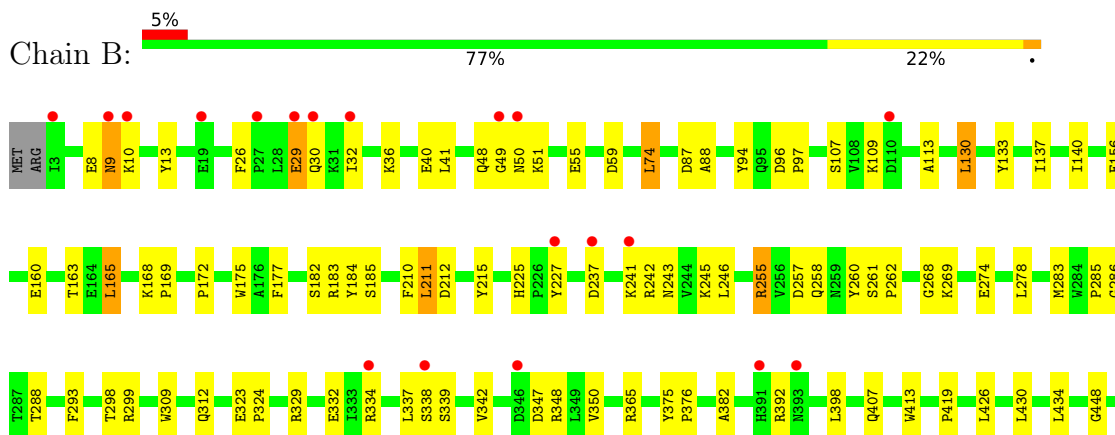 5%
Chain B:
77% 22% •
MET ARG I3 E8 N9 K10 Y13 E19 F26 P27 L28 E29 Q30 K31 I32 K36 E40 L41 Q48 G49 N50 K51 E55 D59 L74 D87 A88 Y94 Q95 D96 P97 S107 V108 K109 D110 A113 L130 Y133 I137 I140 E156
E160 T163 E164 L165 K168 P169 P172 W175 A176 F177 S182 R183 Y184 S185 F210 L211 D212 Y215 H225 P226 Y227 D237 K241 R242 N243 V244 K245 L246 R255 V256 D257 Q258 N259 Y260 S261 P262 G268 K269 E274 L278 M283 W284 P285 G286
T287 T288 F293 T298 R299 W309 Q312 E323 P324 R329 E332 I333 R334 L337 S338 S339 V342 D346 D347 R348 L349 V350 R365 Y375 P376 A382 H391 R392 N393 L398 Q407 W413 P419 L426 L430 L434 G448